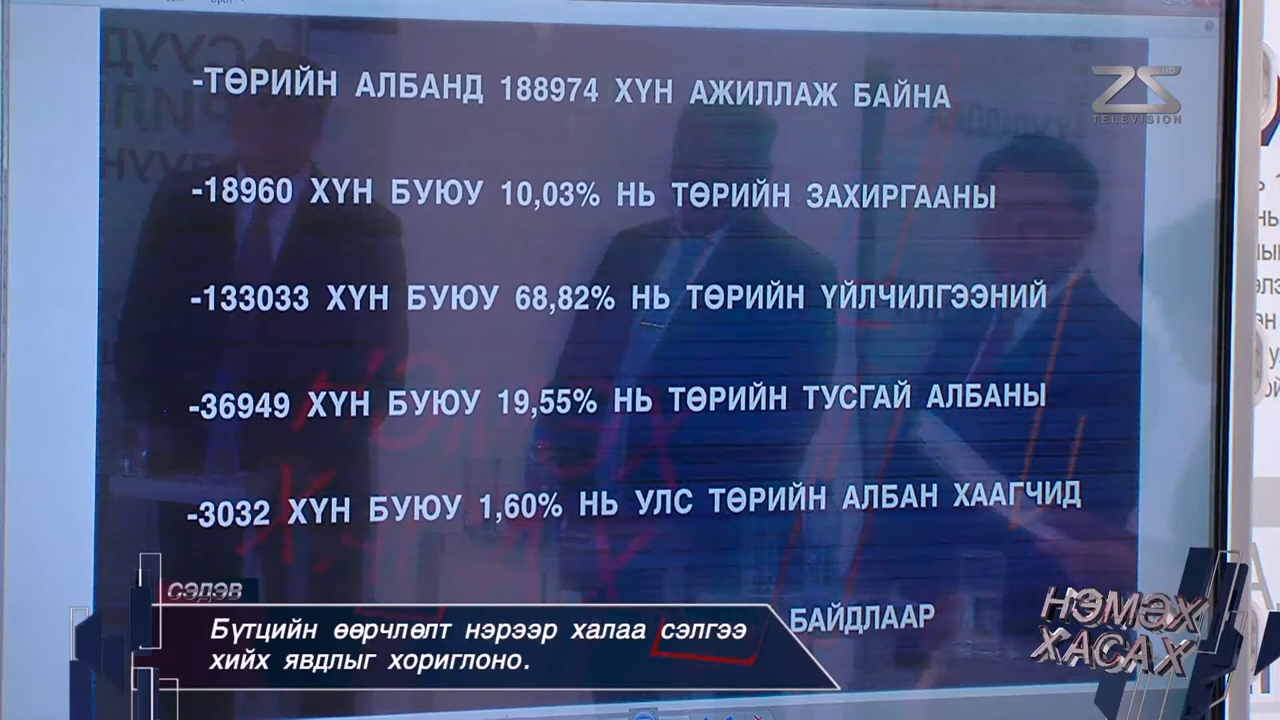 -ТӨРИЙН АЛБАНД 188974 ХҮН АЖИЛЛАЖ БАЙНА
ZS HD
TELEVISION
-18960 ХҮН БУЮУ 10,03% НЬ ТӨРИЙН ЗАХИРГААНЫ
-133033 ХҮН БУЮУ 68,82% НЬ ТӨРИЙН ҮЙЛЧИЛГЭЭНИЙ
-36949 ХҮН БУЮУ 19,55% НЬ ТӨРИЙН ТУСГАЙ АЛБАНЫ
-3032 ХҮН БУЮУ 1,60% НЬ УЛС ТӨРИЙН АЛБАН ХААГЧИД
БАЙДЛААР
СЭДЭВ
Бүтцийн өөрчлөлт нэрээр халаа сэлгээ
хийх явдлыг хориглоно.
НЭМЭХ
ХАСАХ